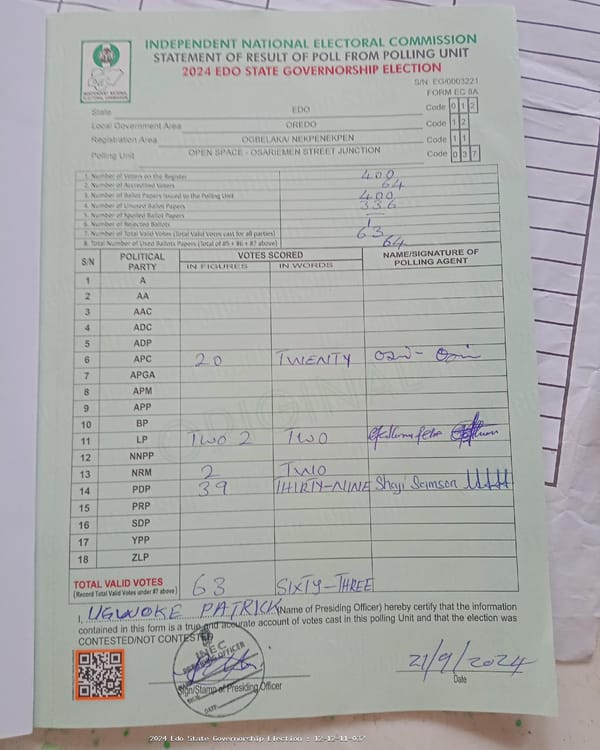 INDEPENDENT NATIONAL ELECTORAL COMMISSION
STATEMENT OF RESULT OF POLL FROM POLLING UNIT
2024 EDO STATE GOVERNORSHIP ELECTION
S/N: EG/0003221
FORM EC 8A
State EDO Code 0 1 2
Local Government Area OREDO Code 1 2
Registration Area OGBELAKA/ NEKPENEKPEN Code 1 1
Polling Unit OPEN SPACE - OSARIEMEN STREET JUNCTION Code 0 3 7
1. Number of Voters on the Register 400
2. Number of Accredited Voters 64
3. Number of Ballot Papers Issued to the Polling Unit 400
4. Number of Unused Ballot Papers 336
5. Number of Spoiled Ballot Papers
6. Number of Rejected Ballots 1
7. Number of Total Valid Votes (Total Valid Votes cast for all parties) 63
8. Total Number of Used Ballots Papers (Total of #5 + #6 + #7 above) 64
S/N POLITICAL PARTY VOTES SCORED NAME/SIGNATURE OF POLLING AGENT
IN FIGURES IN WORDS
1 A
2 AA
3 AAC
4 ADC
5 ADP
6 APC 20 TWENTY
7 APGA
8 APM
9 APP
10 BP
11 LP TWO 2 TWO
12 NNPP
13 NRM 2 TWO
14 PDP 39 THIRTY-NINE Shaji Samson
15 PRP
16 SDP
17 YPP
18 ZLP
TOTAL VALID VOTES 63 SIXTY-THREE
(Record Total Valid Votes under #7 above)
I, UGWOKE PATRICK (Name of Presiding Officer) hereby certify that the information
contained in this form is a true and accurate account of votes cast in this polling Unit and that the election was
CONTESTED/NOT CONTESTED
INEC
PRESIDING OFFICER
21/9/2024
Sign/Stamp of Presiding Officer
Date
DATE
2024 Edo State Governorship Election : 12-12-11-037